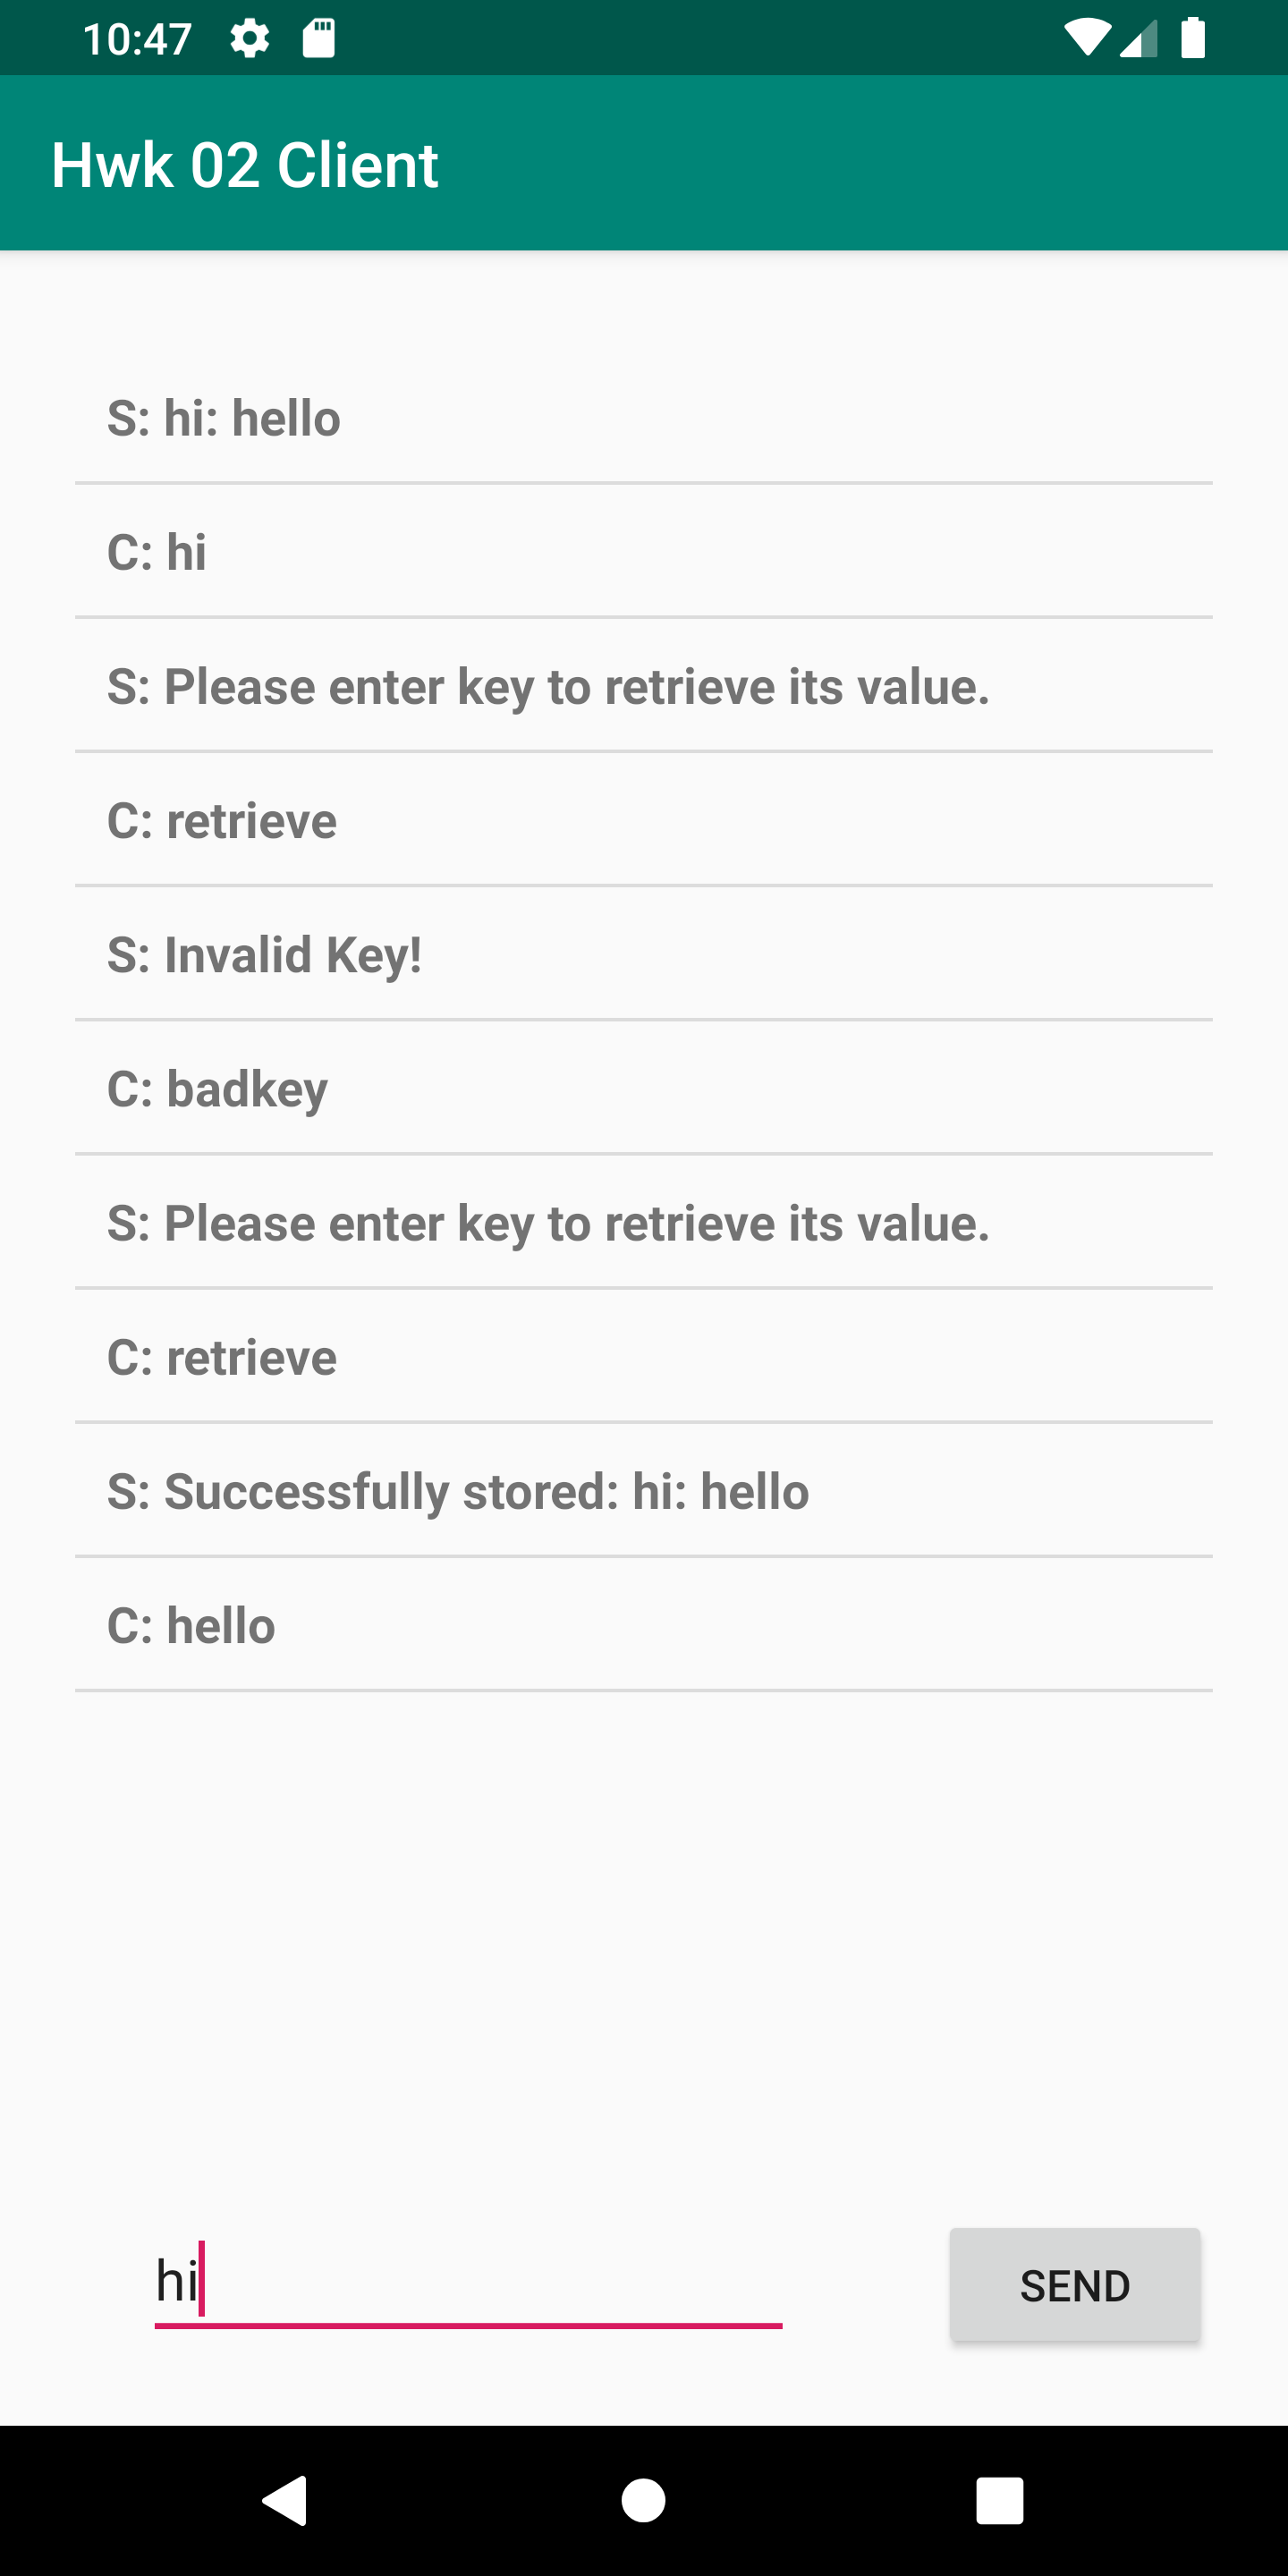 10:47
Hwk 02 Client
S: hi: hello
C: hi
S: Please enter key to retrieve its value.
C: retrieve
S: Invalid Key!
C: badkey
S: Please enter key to retrieve its value.
C: retrieve
S: Successfully stored: hi: hello
C: hello
hi
SEND